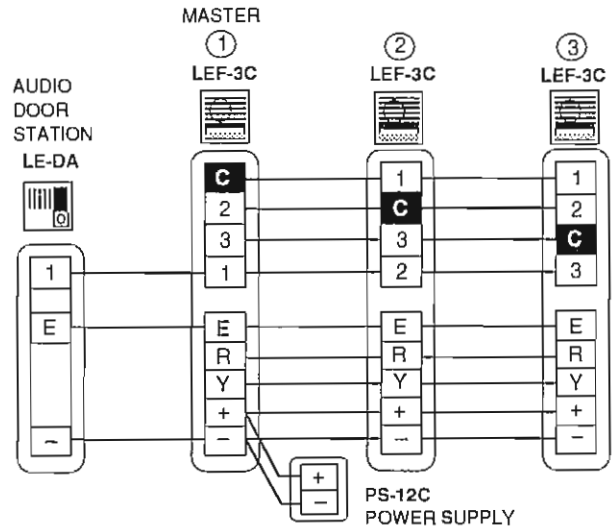 MASTER
1 2 3
LEF-3C LEF-3C LEF-3C
AUDIO
DOOR
STATION
LE-DA
C 1 1
2 C 2
3 3 C
1 1 2 3
E E E E
R R R
Y Y Y
+ + +
~ – – –
+
–
PS-12C
POWER SUPPLY